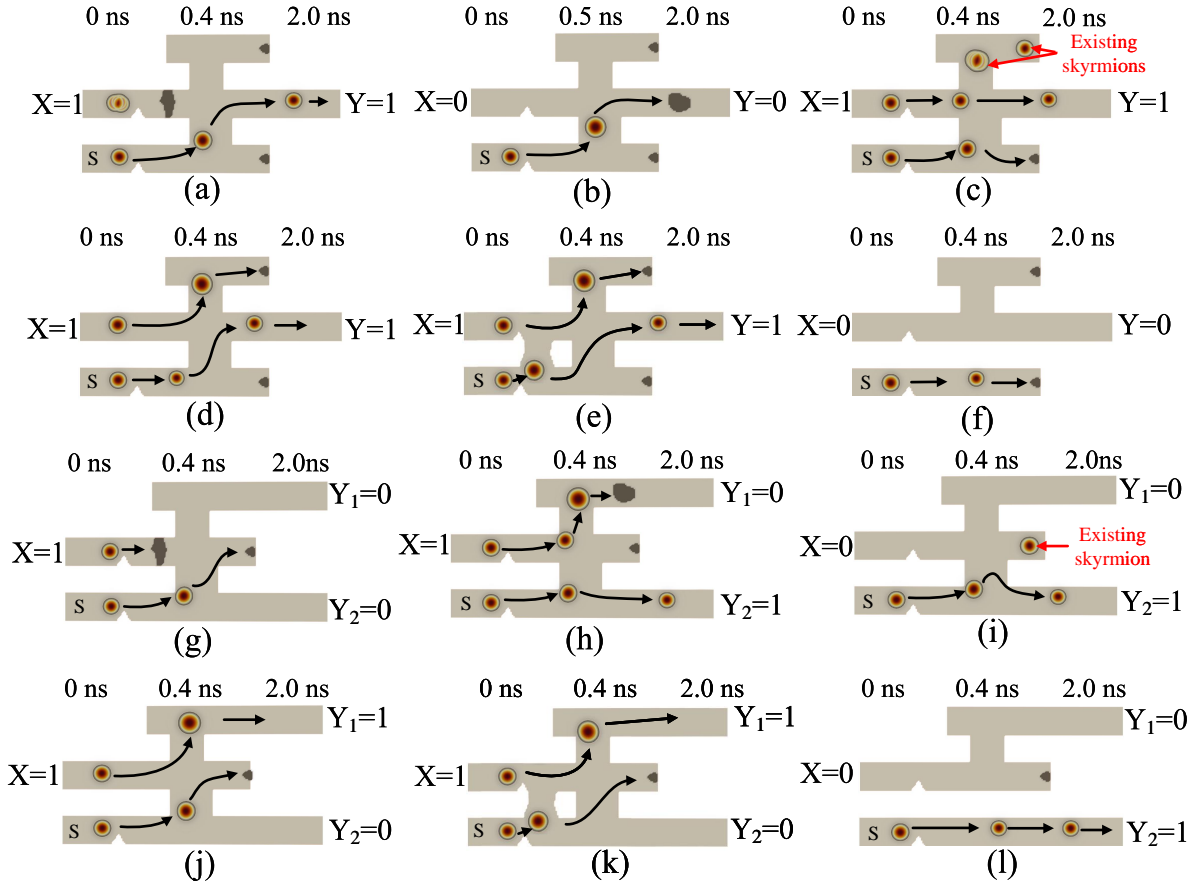 0 ns 0.4 ns 2.0 ns
X=1 Y=1
S
(a)
0 ns 0.5 ns 2.0 ns
X=0 Y=0
S
(b)
0 ns 0.4 ns 2.0 ns
Existing
skyrmions
X=1 Y=1
S
(c)
0 ns 0.4 ns 2.0 ns
X=1 Y=1
S
(d)
0 ns 0.4 ns 2.0 ns
X=1 Y=1
S
(e)
0 ns 0.4 ns 2.0 ns
X=0 Y=0
S
(f)
0 ns 0.4 ns 2.0ns
Y₁=0
X=1
S Y₂=0
(g)
0 ns 0.4 ns 2.0 ns
Y₁=0
X=1
S Y₂=1
(h)
0 ns 0.4 ns 2.0ns
Y₁=0
Existing
X=0
skyrmion
S Y₂=1
(i)
0 ns 0.4 ns 2.0 ns
Y₁=1
X=1
S Y₂=0
(j)
0 ns 0.4 ns 2.0 ns
Y₁=1
X=1
S Y₂=0
(k)
0 ns 0.4 ns 2.0 ns
Y₁=0
X=0
S Y₂=1
(l)